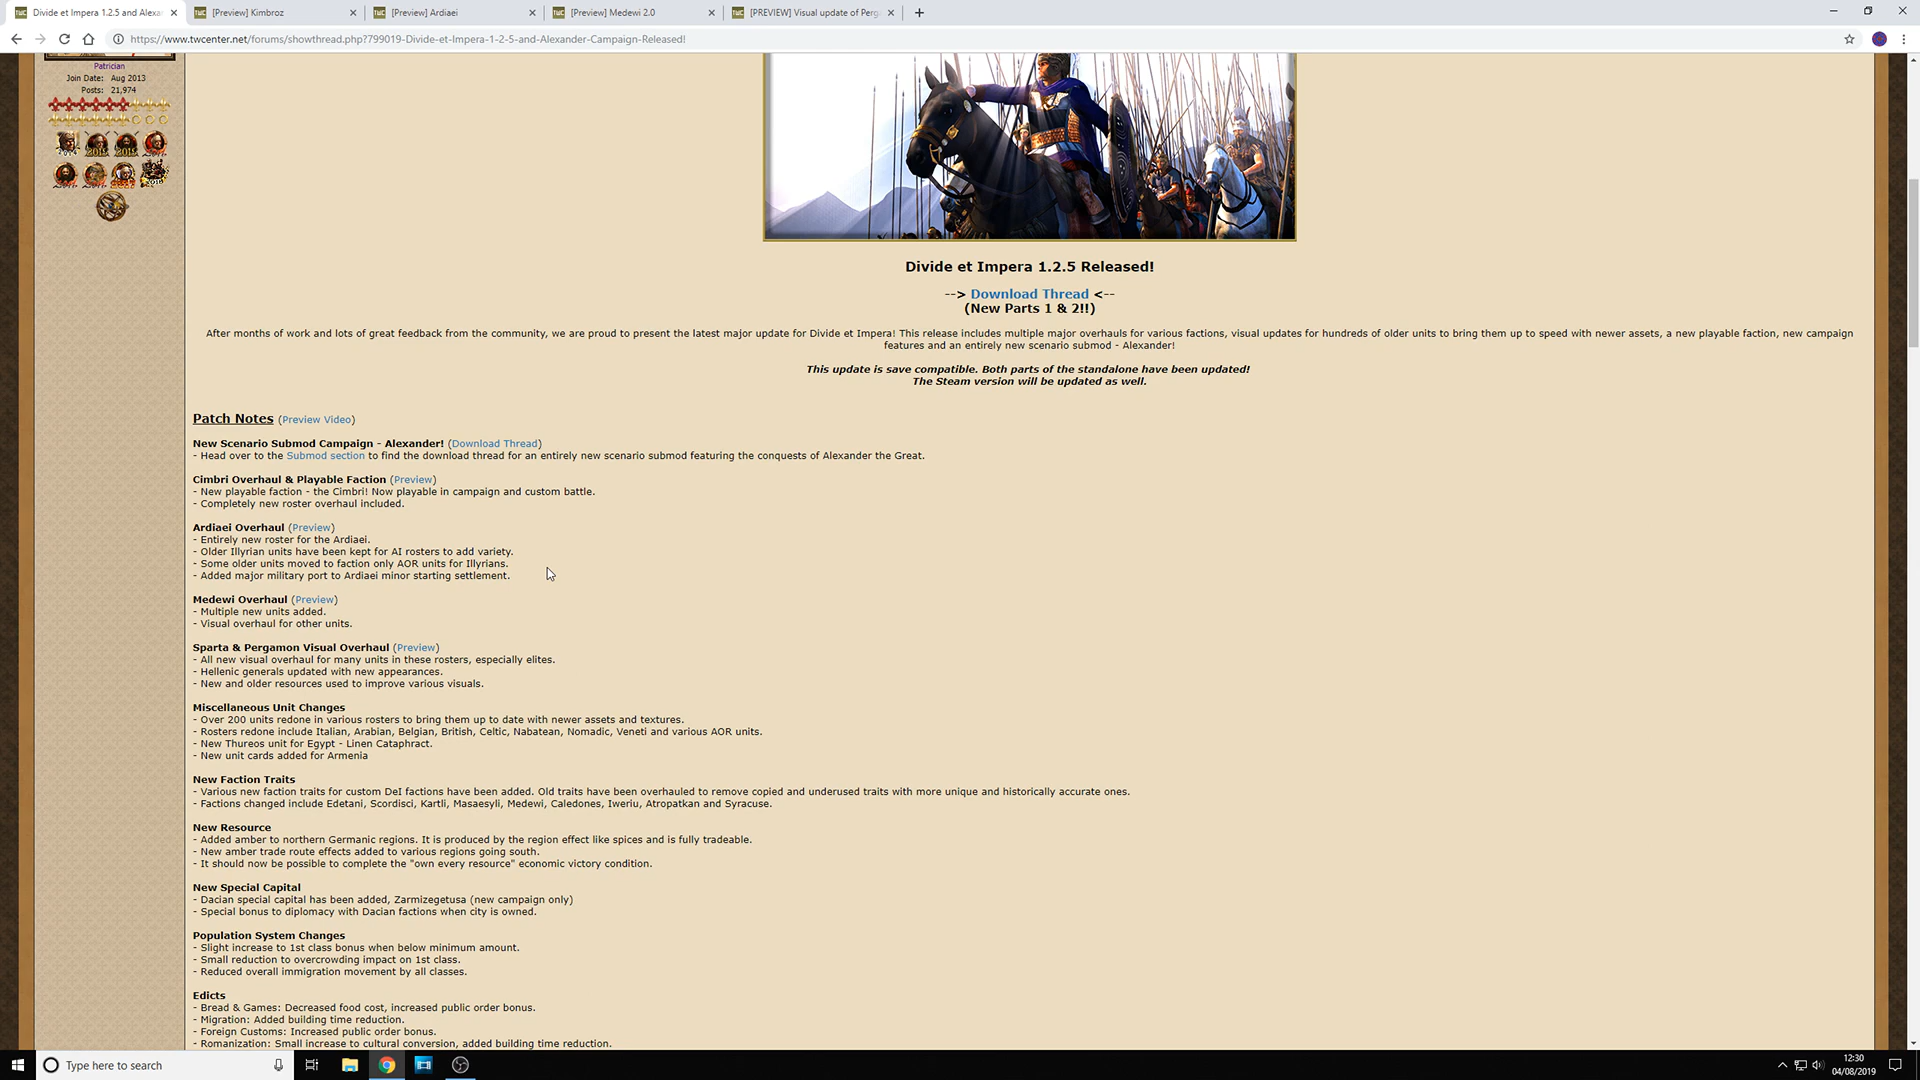 Divide et Impera 1.2.5 and Alexan
[Preview] Kimbroz
[Preview] Ardiaei
[Preview] Medewi 2.0
[PREVIEW] Visual update of Perg
https://www.twcenter.net/forums/showthread.php?799019-Divide-et-Impera-1-2-5-and-Alexander-Campaign-Released!
Patrician
Join Date: Aug 2013
Posts: 21,974
Divide et Impera 1.2.5 Released!
--> Download Thread <--
(New Parts 1 & 2!!)
After months of work and lots of great feedback from the community, we are proud to present the latest major update for Divide et Impera! This release includes multiple major overhauls for various factions, visual updates for hundreds of older units to bring them up to speed with newer assets, a new playable faction, new campaign
features and an entirely new scenario submod - Alexander!
This update is save compatible. Both parts of the standalone have been updated!
The Steam version will be updated as well.
Patch Notes (Preview Video)
New Scenario Submod Campaign - Alexander! (Download Thread)
- Head over to the Submod section to find the download thread for an entirely new scenario submod featuring the conquests of Alexander the Great.
Cimbri Overhaul & Playable Faction (Preview)
- New playable faction - the Cimbri! Now playable in campaign and custom battle.
- Completely new roster overhaul included.
Ardiaei Overhaul (Preview)
- Entirely new roster for the Ardiaei.
- Older Illyrian units have been kept for AI rosters to add variety.
- Some older units moved to faction only AOR units for Illyrians.
- Added major military port to Ardiaei minor starting settlement.
Medewi Overhaul (Preview)
- Multiple new units added.
- Visual overhaul for other units.
Sparta & Pergamon Visual Overhaul (Preview)
- All new visual overhaul for many units in these rosters, especially elites.
- Hellenic generals updated with new appearances.
- New and older resources used to improve various visuals.
Miscellaneous Unit Changes
- Over 200 units redone in various rosters to bring them up to date with newer assets and textures.
- Rosters redone include Italian, Arabian, Belgian, British, Celtic, Nabatean, Nomadic, Veneti and various AOR units.
- New Thureos unit for Egypt - Linen Cataphract.
- New unit cards added for Armenia
New Faction Traits
- Various new faction traits for custom DeI factions have been added. Old traits have been overhauled to remove copied and underused traits with more unique and historically accurate ones.
- Factions changed include Edetani, Scordisci, Kartli, Masaesyli, Medewi, Caledones, Iweriu, Atropatkan and Syracuse.
New Resource
- Added amber to northern Germanic regions. It is produced by the region effect like spices and is fully tradeable.
- New amber trade route effects added to various regions going south.
- It should now be possible to complete the "own every resource" economic victory condition.
New Special Capital
- Dacian special capital has been added, Zarmizegetusa (new campaign only)
- Special bonus to diplomacy with Dacian factions when city is owned.
Population System Changes
- Slight increase to 1st class bonus when below minimum amount.
- Small reduction to overcrowding impact on 1st class.
- Reduced overall immigration movement by all classes.
Edicts
- Bread & Games: Decreased food cost, increased public order bonus.
- Migration: Added building time reduction.
- Foreign Customs: Increased public order bonus.
- Romanization: Small increase to cultural conversion, added building time reduction.
Type here to search
12:30
04/08/2019